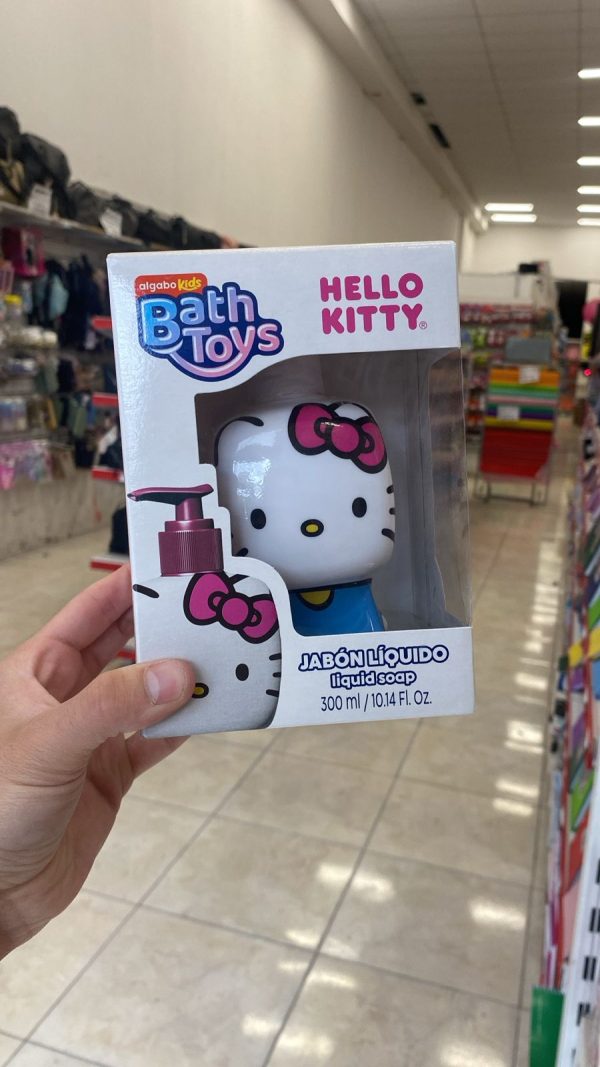 algabo kids
Bath
Toys
HELLO
KITTY®
JABÓN LÍQUIDO
liquid soap
300 ml / 10.14 Fl. Oz.